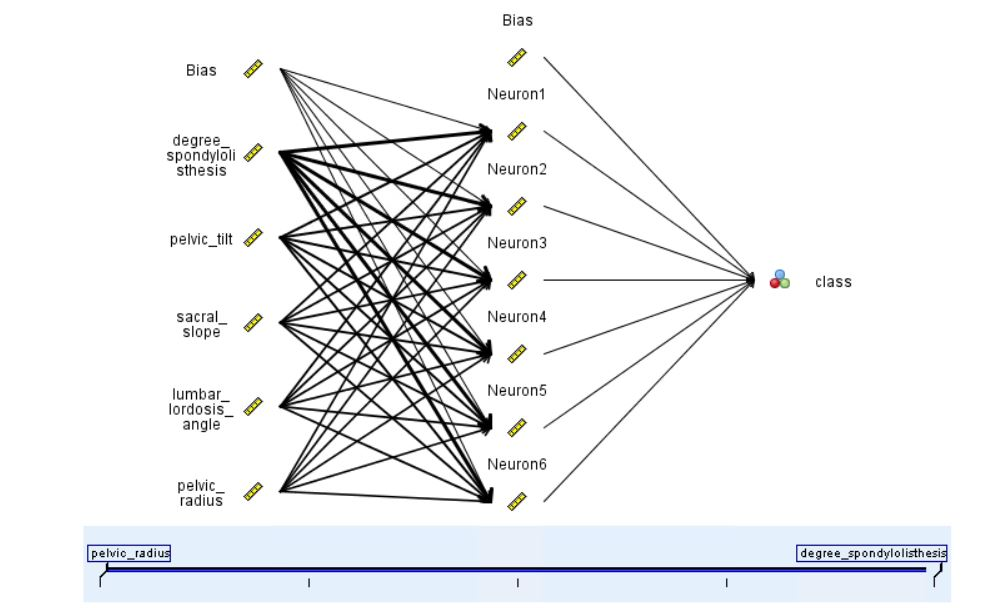 Bias
Bias
Neuron1
degree_
spondyloli
sthesis
Neuron2
pelvic_tilt
Neuron3
class
sacral_
slope
Neuron4
lumbar_
lordosis_
angle
Neuron5
Neuron6
pelvic_
radius
pelvic_radius
degree_spondylolisthesis